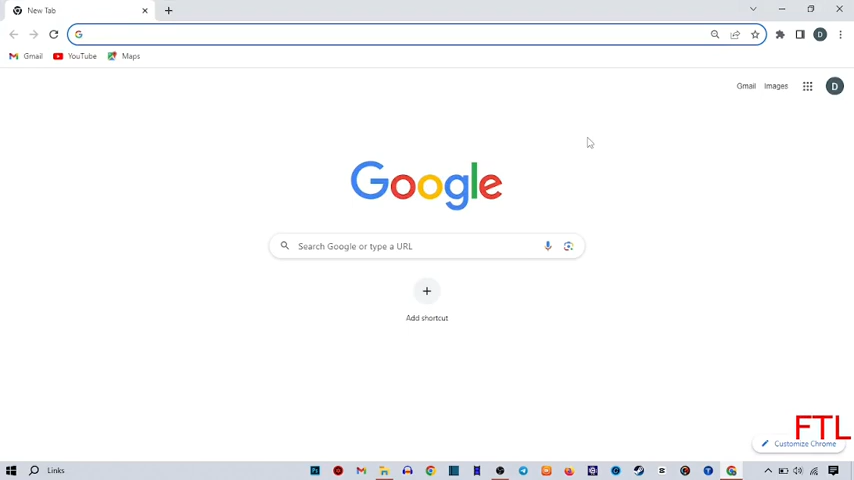 New Tab
Gmail YouTube Maps
Gmail Images D
Google
Search Google or type a URL
Add shortcut
FTL
Customize Chrome
Links